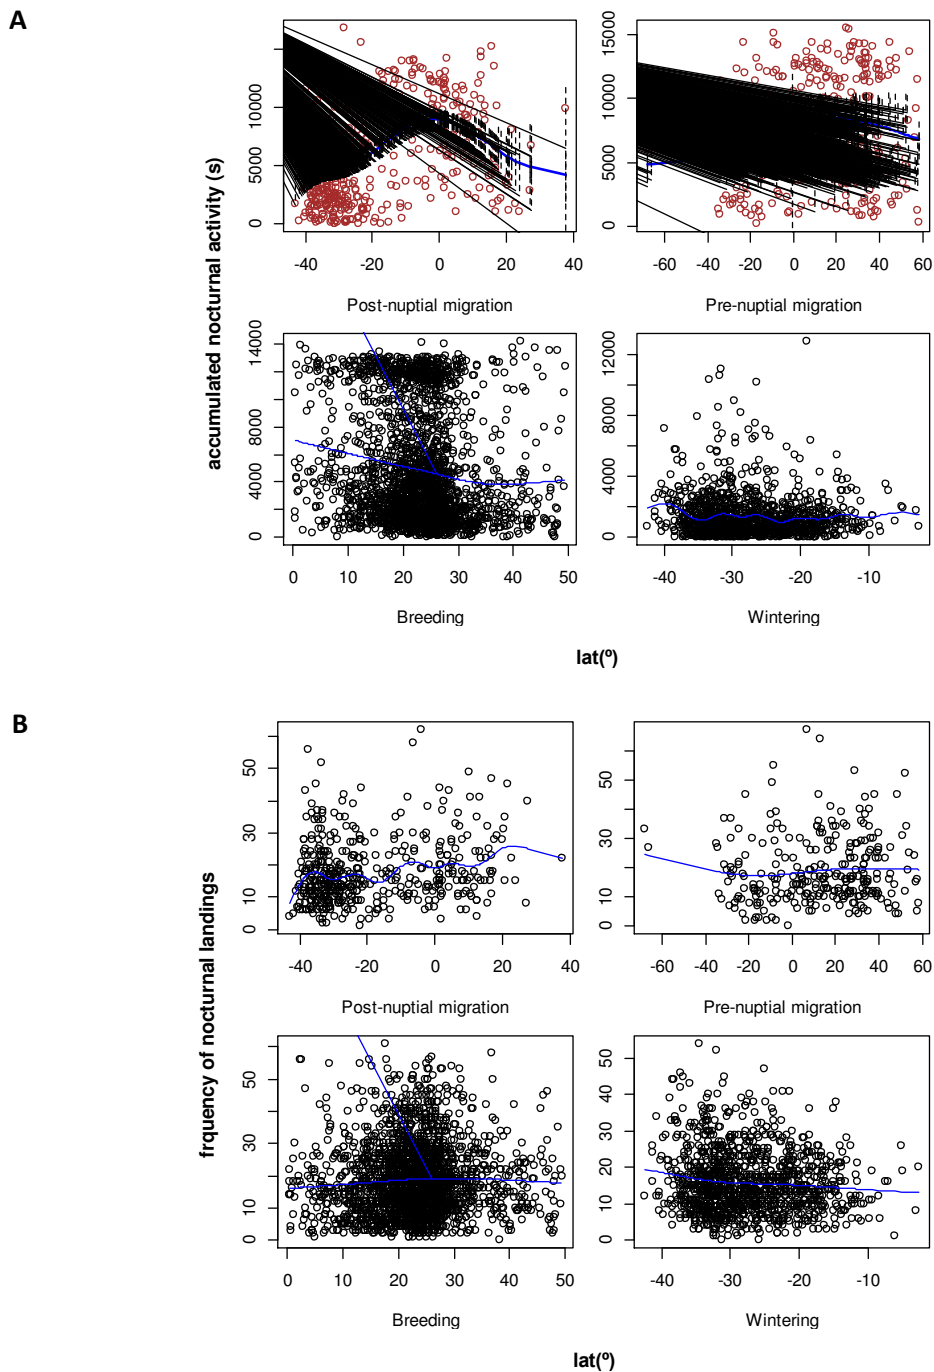 A
accumulated nocturnal activity (s)
0 5000 10000
-40 -20 0 20 40
Post-nuptial migration
0 5000 10000 15000
-60 -40 -20 0 20 40 60
Pre-nuptial migration
0 4000 8000 14000
0 10 20 30 40 50
Breeding
0 4000 8000 12000
-40 -30 -20 -10
Wintering
lat(º)
B
frquency of nocturnal landings
0 10 30 50
-40 -20 0 20 40
Post-nuptial migration
0 10 30 50
-60 -40 -20 0 20 40 60
Pre-nuptial migration
0 10 30 50
0 10 20 30 40 50
Breeding
0 10 20 30 40 50
-40 -30 -20 -10
Wintering
lat(º)